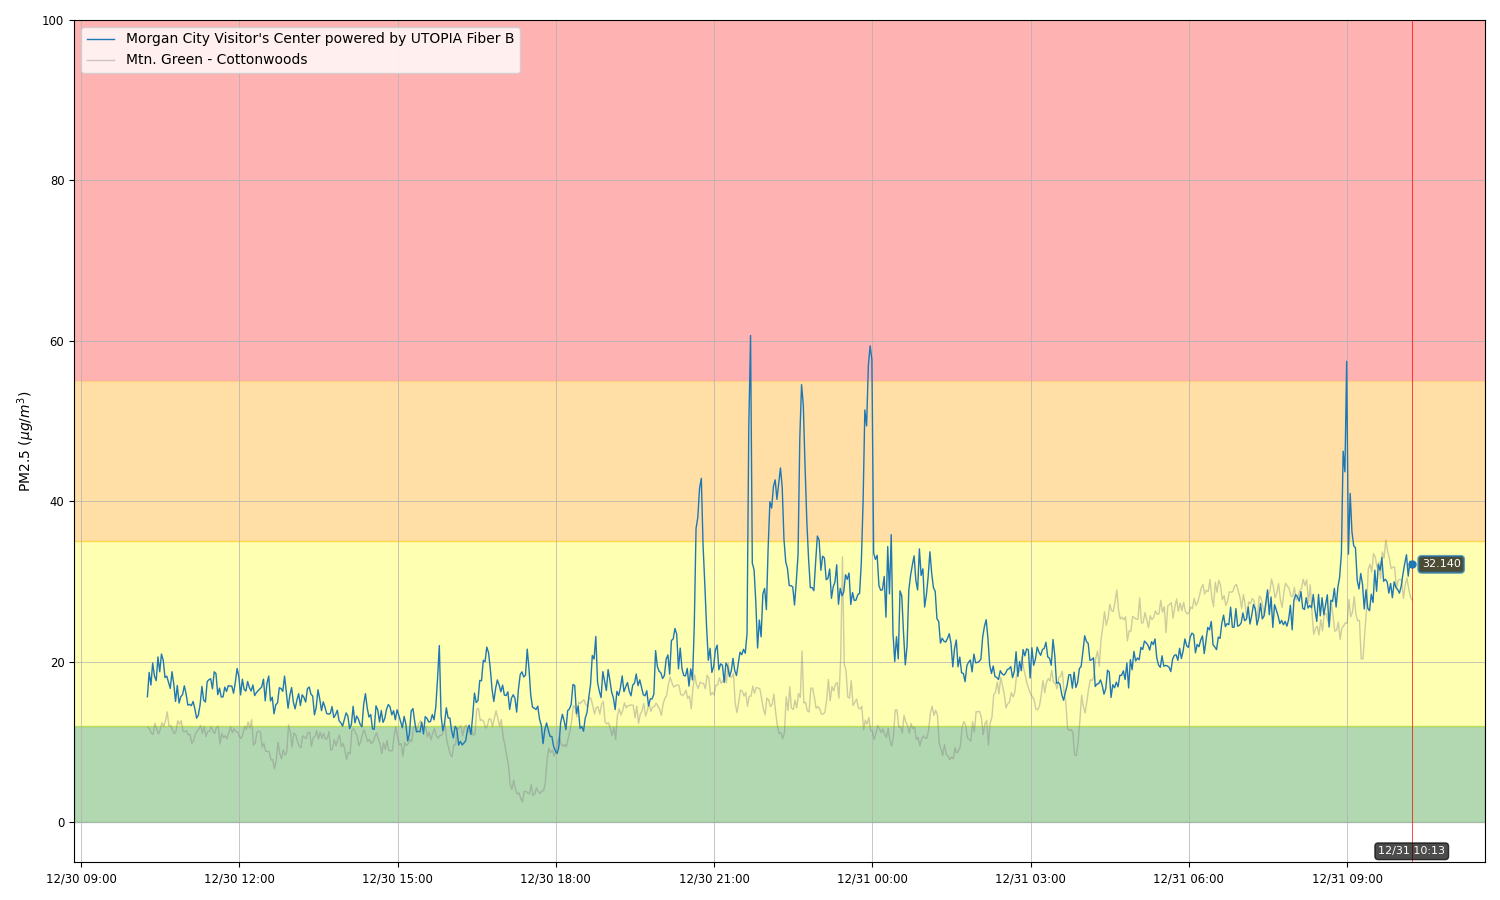 100
Morgan City Visitor's Center powered by UTOPIA Fiber B
Mtn. Green - Cottonwoods
80
60
PM2.5 (μg/m³)
40
32.140
20
0
12/31 10:13
12/30 09:00 12/30 12:00 12/30 15:00 12/30 18:00 12/30 21:00 12/31 00:00 12/31 03:00 12/31 06:00 12/31 09:00